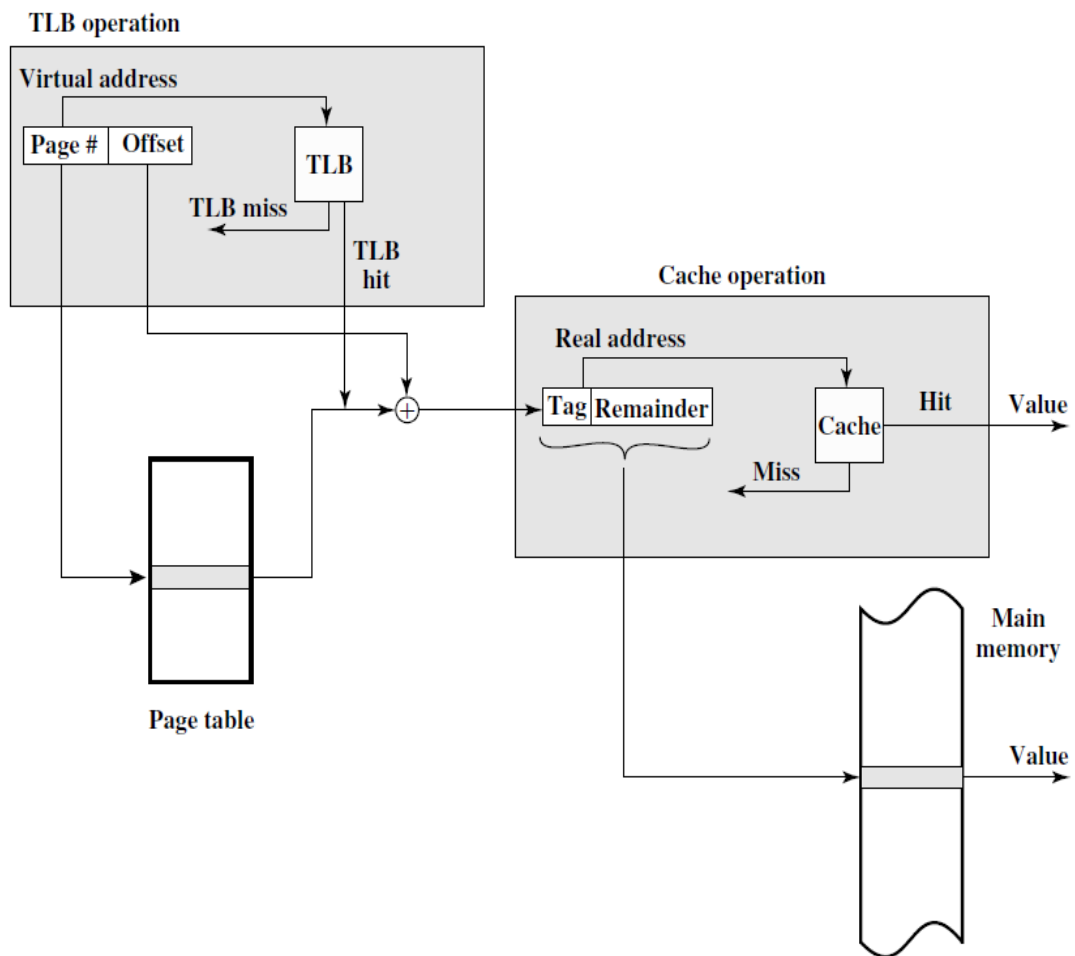 TLB operation
Virtual address
Page # Offset
TLB
TLB miss
TLB
hit
Cache operation
Real address
Tag Remainder
Cache
Hit
Value
Miss
Page table
Main
memory
Value